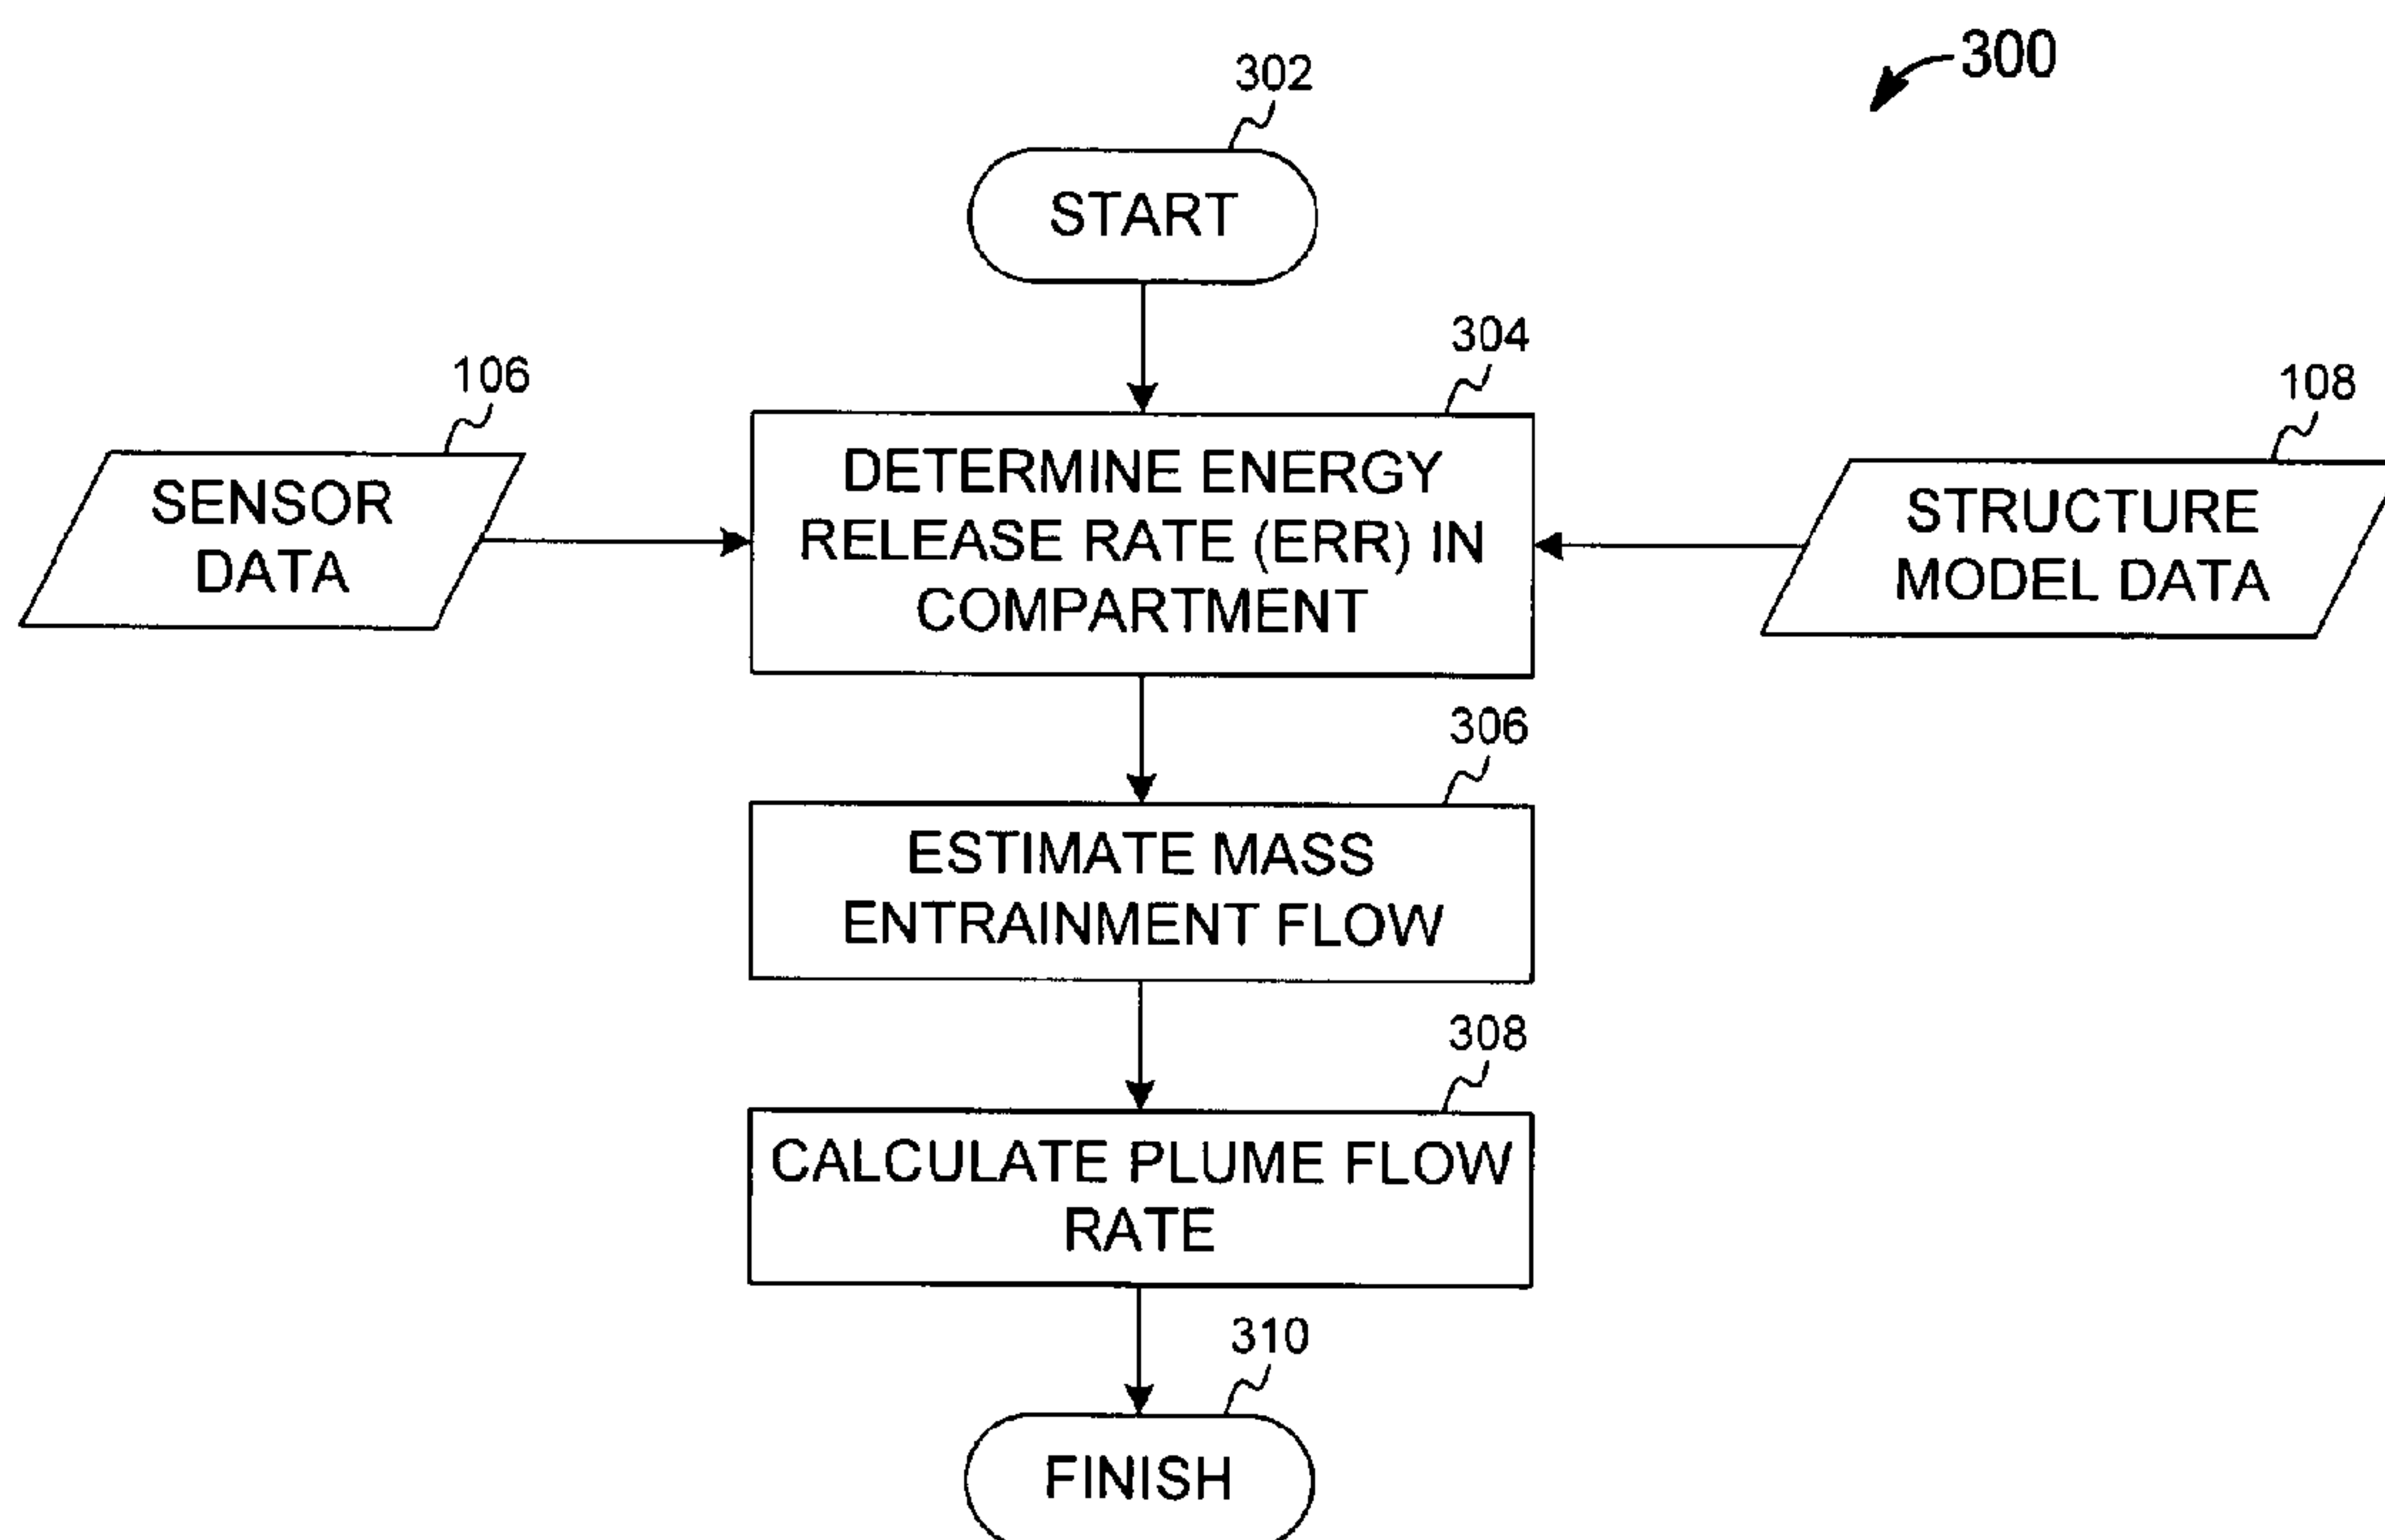 300
302
START
304
106
108
SENSOR
DATA
DETERMINE ENERGY
RELEASE RATE (ERR) IN
COMPARTMENT
STRUCTURE
MODEL DATA
306
ESTIMATE MASS
ENTRAINMENT FLOW
308
CALCULATE PLUME FLOW
RATE
310
FINISH